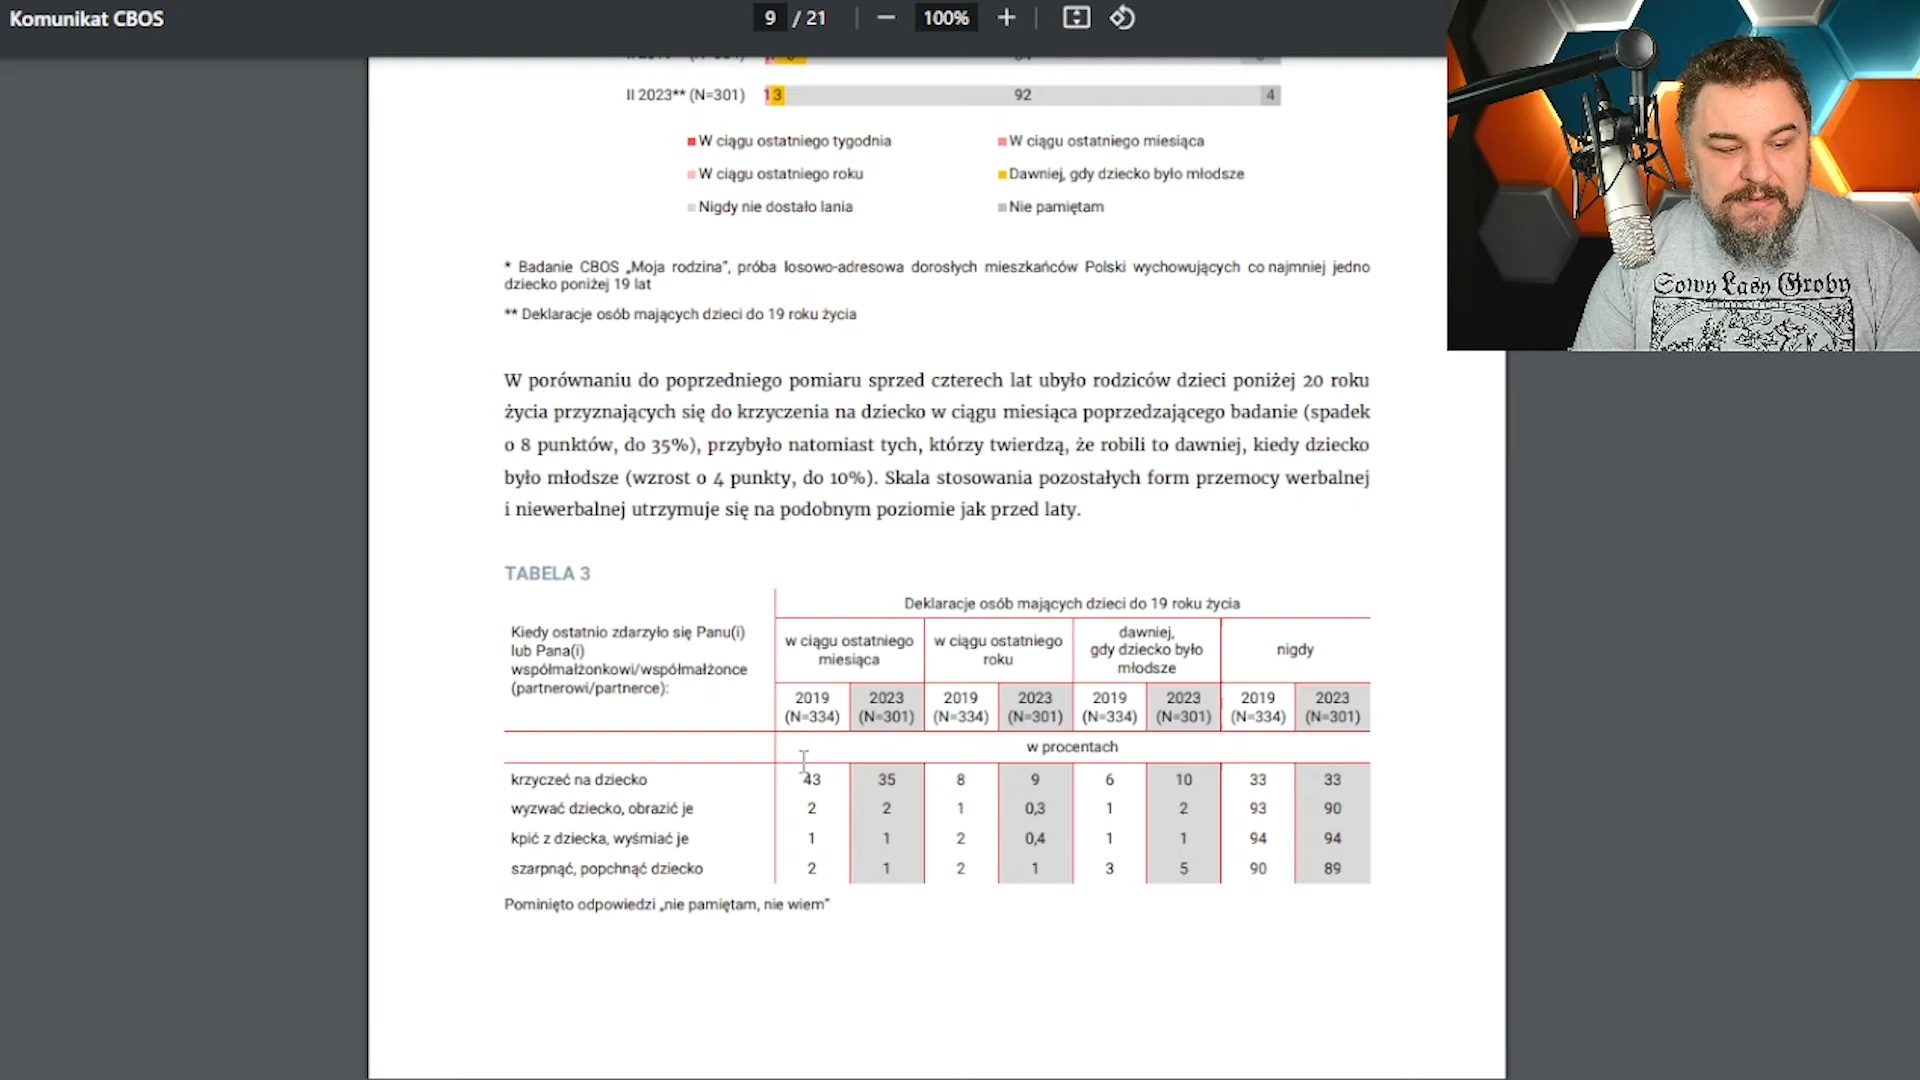 Komunikat CBOS
9 / 21
100%
II 2023** (N=301) 1 3 92 4
W ciągu ostatniego tygodnia W ciągu ostatniego miesiąca
W ciągu ostatniego roku Dawniej, gdy dziecko było młodsze
Nigdy nie dostało lania Nie pamiętam
* Badanie CBOS „Moja rodzina”, próba losowo-adresowa dorosłych mieszkańców Polski wychowujących co najmniej jedno
dziecko poniżej 19 lat
** Deklaracje osób mających dzieci do 19 roku życia
W porównaniu do poprzedniego pomiaru sprzed czterech lat ubyło rodziców dzieci poniżej 20 roku
życia przyznających się do krzyczenia na dziecko w ciągu miesiąca poprzedzającego badanie (spadek
o 8 punktów, do 35%), przybyło natomiast tych, którzy twierdzą, że robili to dawniej, kiedy dziecko
było młodsze (wzrost o 4 punkty, do 10%). Skala stosowania pozostałych form przemocy werbalnej
i niewerbalnej utrzymuje się na podobnym poziomie jak przed laty.
TABELA 3
Kiedy ostatnio zdarzyło się Panu(i)
lub Pana(i)
współmałżonkowi/współmałżonce
(partnerowi/partnerce):
Deklaracje osób mających dzieci do 19 roku życia
w ciągu ostatniego
miesiąca
w ciągu ostatniego
roku
dawniej,
gdy dziecko było
młodsze
nigdy
2019 2023 2019 2023 2019 2023 2019 2023
(N=334) (N=301) (N=334) (N=301) (N=334) (N=301) (N=334) (N=301)
w procentach
krzyczeć na dziecko 43 35 8 9 6 10 33 33
wyzwać dziecko, obrazić je 2 2 1 0,3 1 2 93 90
kpić z dziecka, wyśmiać je 1 1 2 0,4 1 1 94 94
szarpnąć, popchnąć dziecko 2 1 2 1 3 5 90 89
Pominięto odpowiedzi „nie pamiętam, nie wiem”
Sowy Lasy Groby